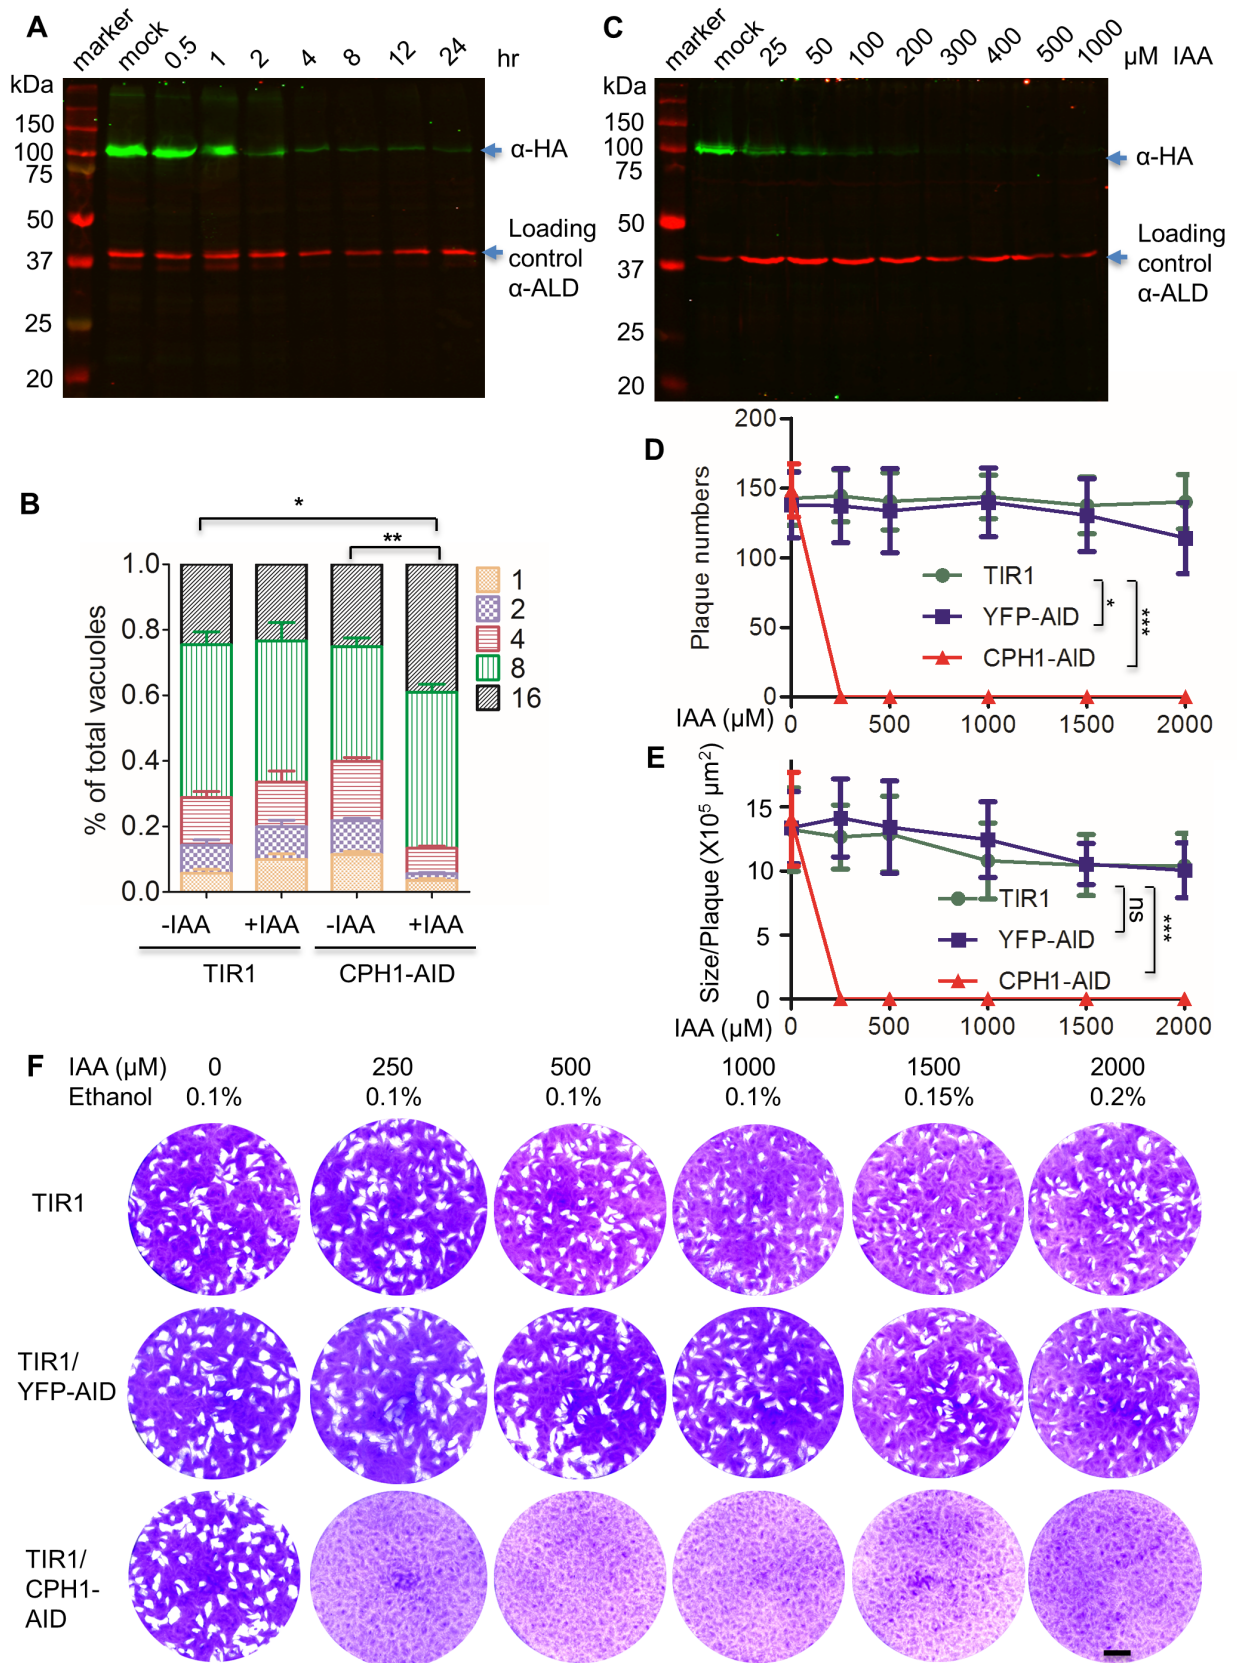 A
marker mock 0.5 1 2 4 8 12 24 hr
kDa
150
100
75
50
37
25
20
α-HA
Loading
control
α-ALD
C
marker mock 25 50 100 200 300 400 500 1000 μM IAA
kDa
150
100
75
50
37
25
20
α-HA
Loading
control
α-ALD
B
% of total vacuoles
1.0
0.8
0.6
0.4
0.2
0.0
* 
**
1
2
4
8
16
-IAA +IAA -IAA +IAA
TIR1 CPH1-AID
D
Plaque numbers
200
150
100
50
0
TIR1
YFP-AID
CPH1-AID
*
***
IAA (μM) 0 500 1000 1500 2000
E
Size/Plaque (X10⁵ μm²)
15
10
5
0
TIR1
YFP-AID
CPH1-AID
ns
***
IAA (μM) 0 500 1000 1500 2000
F
IAA (μM) 0 250 500 1000 1500 2000
Ethanol 0.1% 0.1% 0.1% 0.1% 0.15% 0.2%
TIR1
TIR1/
YFP-AID
TIR1/
CPH1-
AID